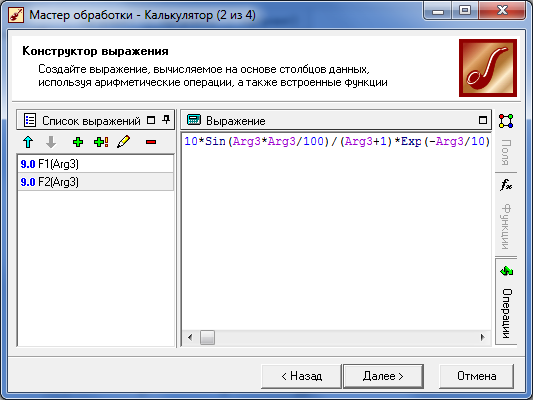 Мастер обработки - Калькулятор (2 из 4)
Конструктор выражения
Создайте выражение, вычисляемое на основе столбцов данных,
используя арифметические операции, а также встроенные функции
Список выражений
Выражение
10*Sin(Arg3*Arg3/100)/(Arg3+1)*Exp(-Arg3/10)
9.0 F1(Arg3)
9.0 F2(Arg3)
Поля
fx Функции
Операции
< Назад
Далее >
Отмена